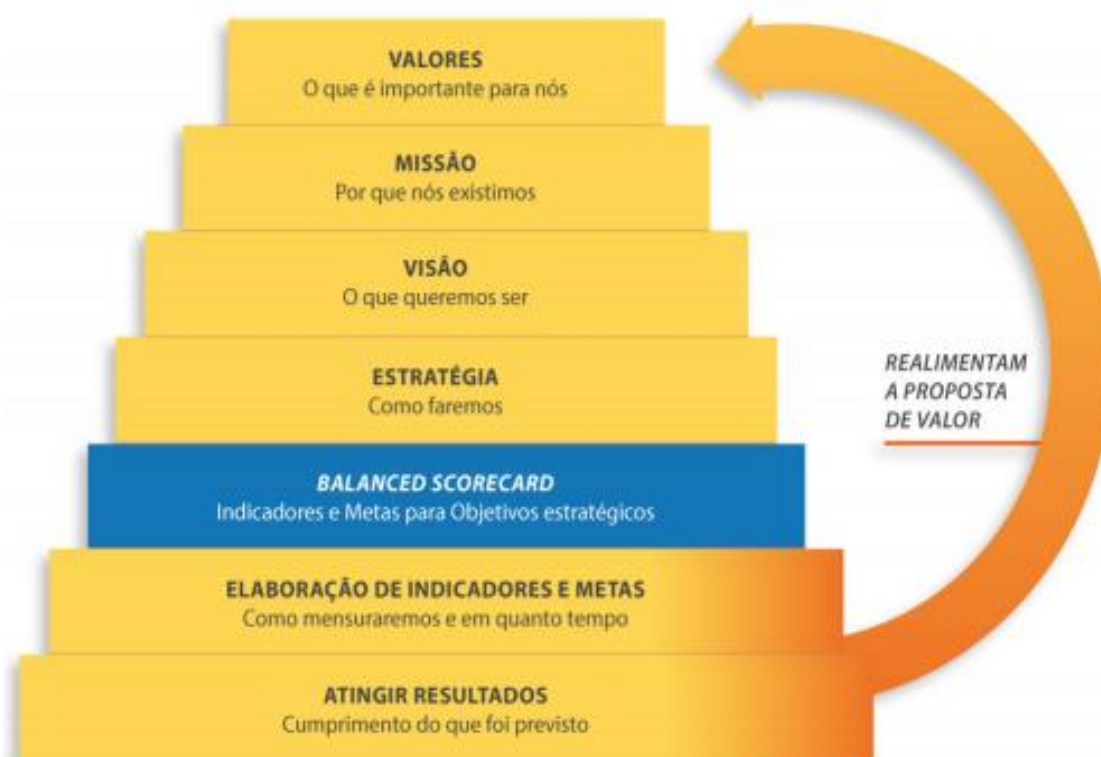 VALORES
O que é importante para nós
MISSÃO
Por que nós existimos
VISÃO
O que queremos ser
ESTRATÉGIA
Como faremos
BALANCED SCORECARD
Indicadores e Metas para Objetivos estratégicos
ELABORAÇÃO DE INDICADORES E METAS
Como mensuraremos e em quanto tempo
ATINGIR RESULTADOS
Cumprimento do que foi previsto
REALIMENTAM
A PROPOSTA
DE VALOR